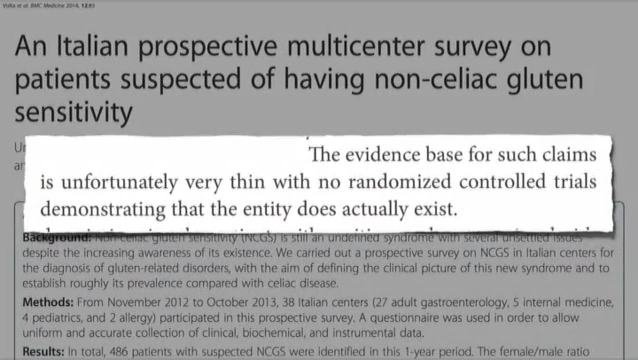 Volta et al. BMC Medicine 2014, 12:85
An Italian prospective multicenter survey on
patients suspected of having non-celiac gluten
sensitivity
The evidence base for such claims
is unfortunately very thin with no randomized controlled trials
demonstrating that the entity does actually exist.
Background: Non-celiac gluten sensitivity (NCGS) is still an undefined syndrome with several unsettled issues
despite the increasing awareness of its existence. We carried out a prospective survey on NCGS in Italian centers for
the diagnosis of gluten-related disorders, with the aim of defining the clinical picture of this new syndrome and to
establish roughly its prevalence compared with celiac disease.
Methods: From November 2012 to October 2013, 38 Italian centers (27 adult gastroenterology, 5 internal medicine,
4 pediatrics, and 2 allergy) participated in this prospective survey. A questionnaire was used in order to allow
uniform and accurate collection of clinical, biochemical, and instrumental data.
Results: In total, 486 patients with suspected NCGS were identified in this 1-year period. The female/male ratio